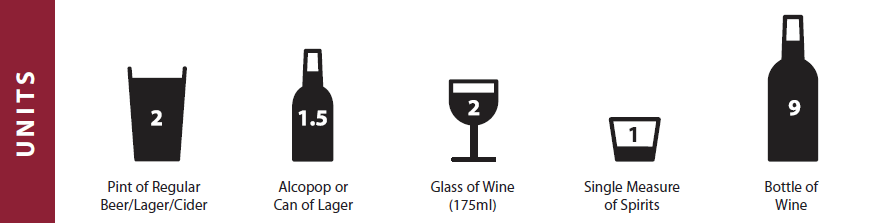 UNITS
2
1.5
2
1
9
Pint of Regular
Beer/Lager/Cider
Alcopop or
Can of Lager
Glass of Wine
(175ml)
Single Measure
of Spirits
Bottle of
Wine